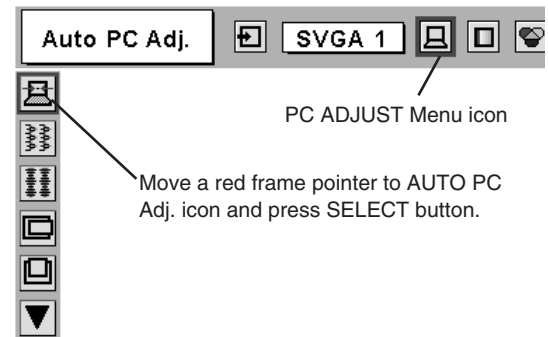 Auto PC Adj.
SVGA 1
PC ADJUST Menu icon
Move a red frame pointer to AUTO PC
Adj. icon and press SELECT button.